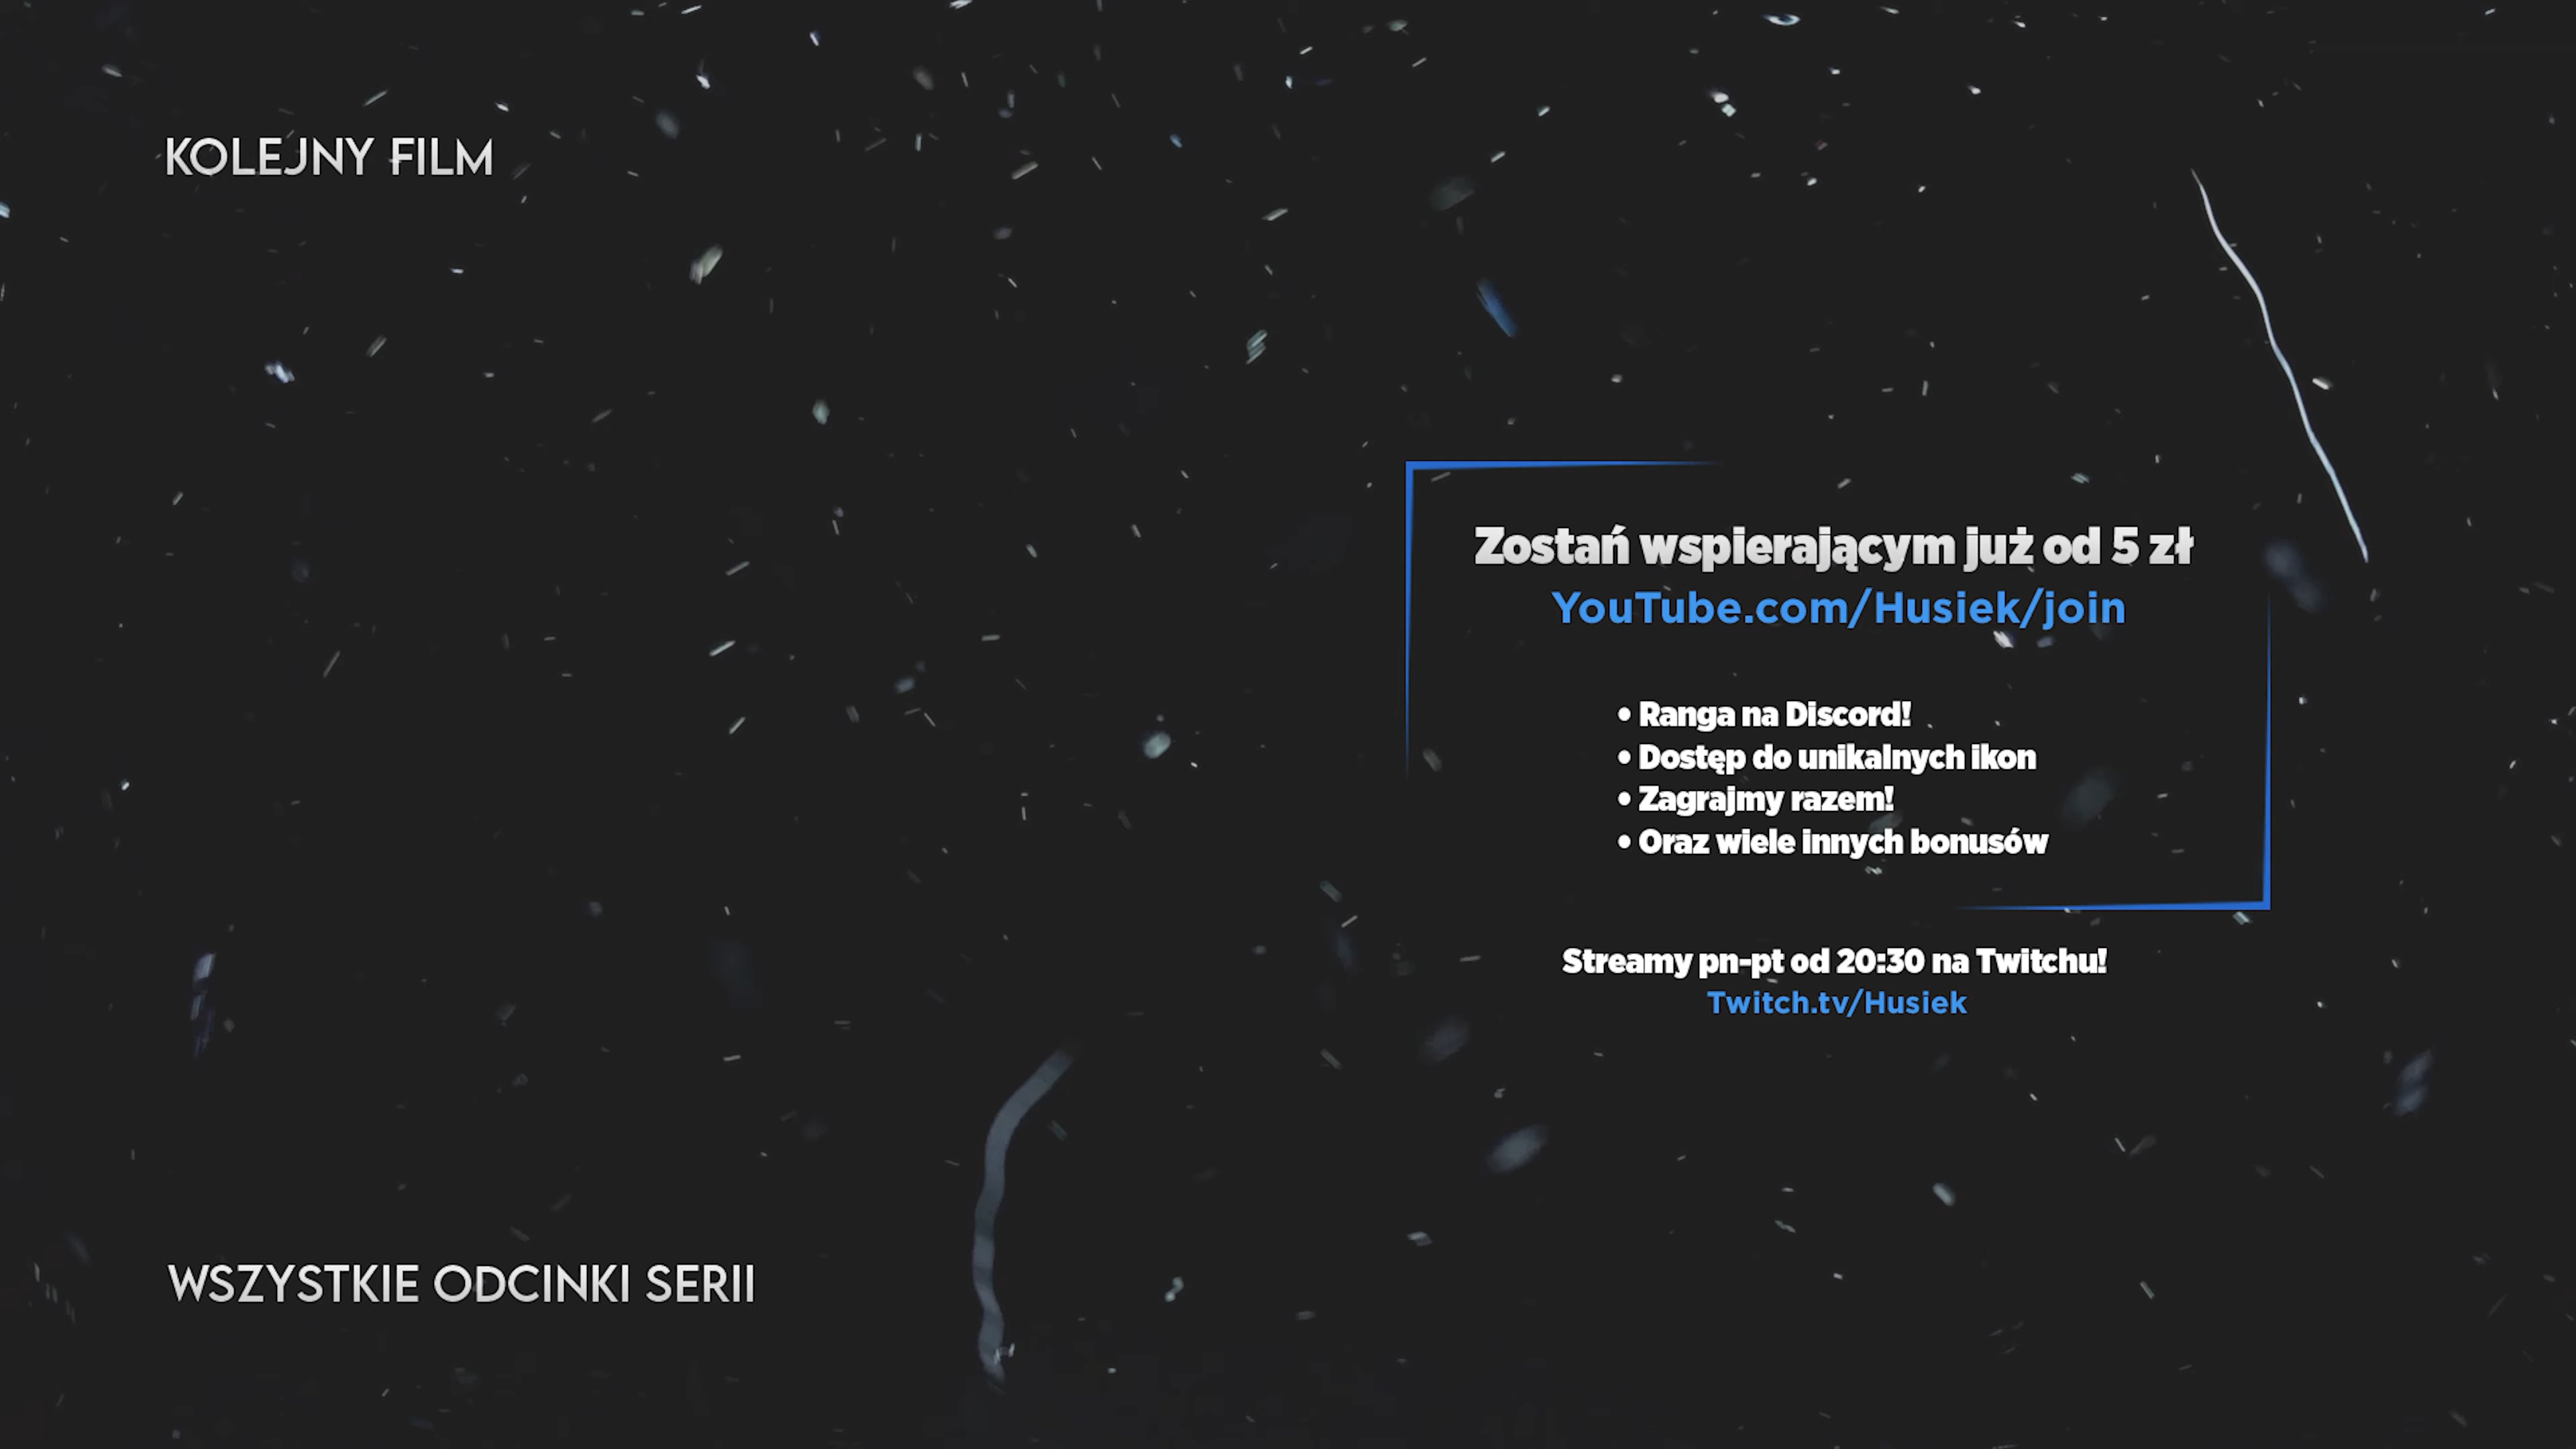 KOLEJNY FILM
Zostań wspierającym już od 5 zł
YouTube.com/Husiek/join
• Ranga na Discord!
• Dostęp do unikalnych ikon
• Zagrajmy razem!
• Oraz wiele innych bonusów
Streamy pn-pt od 20:30 na Twitchu!
Twitch.tv/Husiek
WSZYSTKIE ODCINKI SERII